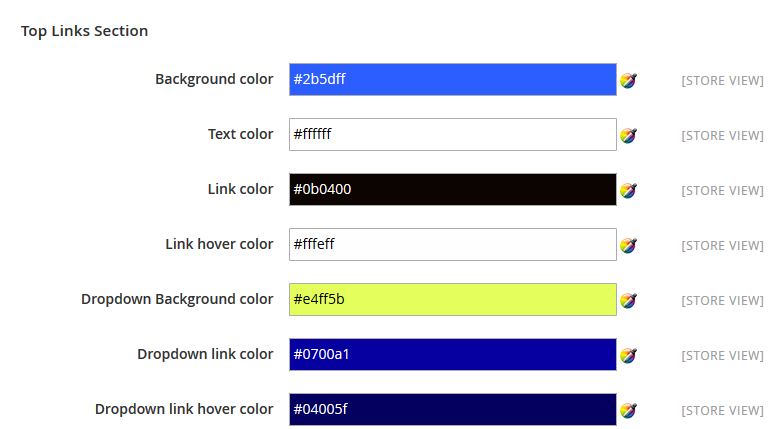 Top Links Section
Background color #2b5dff [STORE VIEW]
Text color #ffffff [STORE VIEW]
Link color #0b0400 [STORE VIEW]
Link hover color #fffeff [STORE VIEW]
Dropdown Background color #e4ff5b [STORE VIEW]
Dropdown link color #0700a1 [STORE VIEW]
Dropdown link hover color #04005f [STORE VIEW]